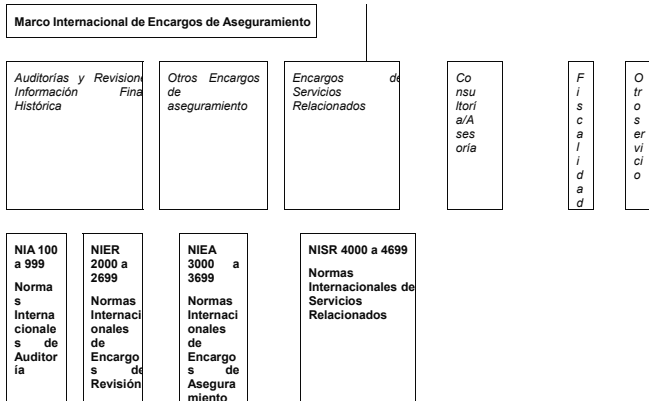 Marco Internacional de Encargos de Aseguramiento
Auditorías y Revision
Información Fina
Histórica
Otros Encargos
de
aseguramiento
Encargos de
Servicios
Relacionados
Co
nsu
ltorí
a/A
ses
oría
F
i
s
c
a
l
i
d
a
d
O
tr
o
s
er
vi
ci
o
NIA 100
a 999
Norma
s
Interna
cionale
s de
Auditor
ía
NIER
2000 a
2699
Normas
Internaci
onales
de
Encargo
s de
Revisión
NIEA
3000 a
3699
Normas
Internaci
onales
de
Encargo
s de
Asegura
miento
NISR 4000 a 4699
Normas
Internacionales de
Servicios
Relacionados